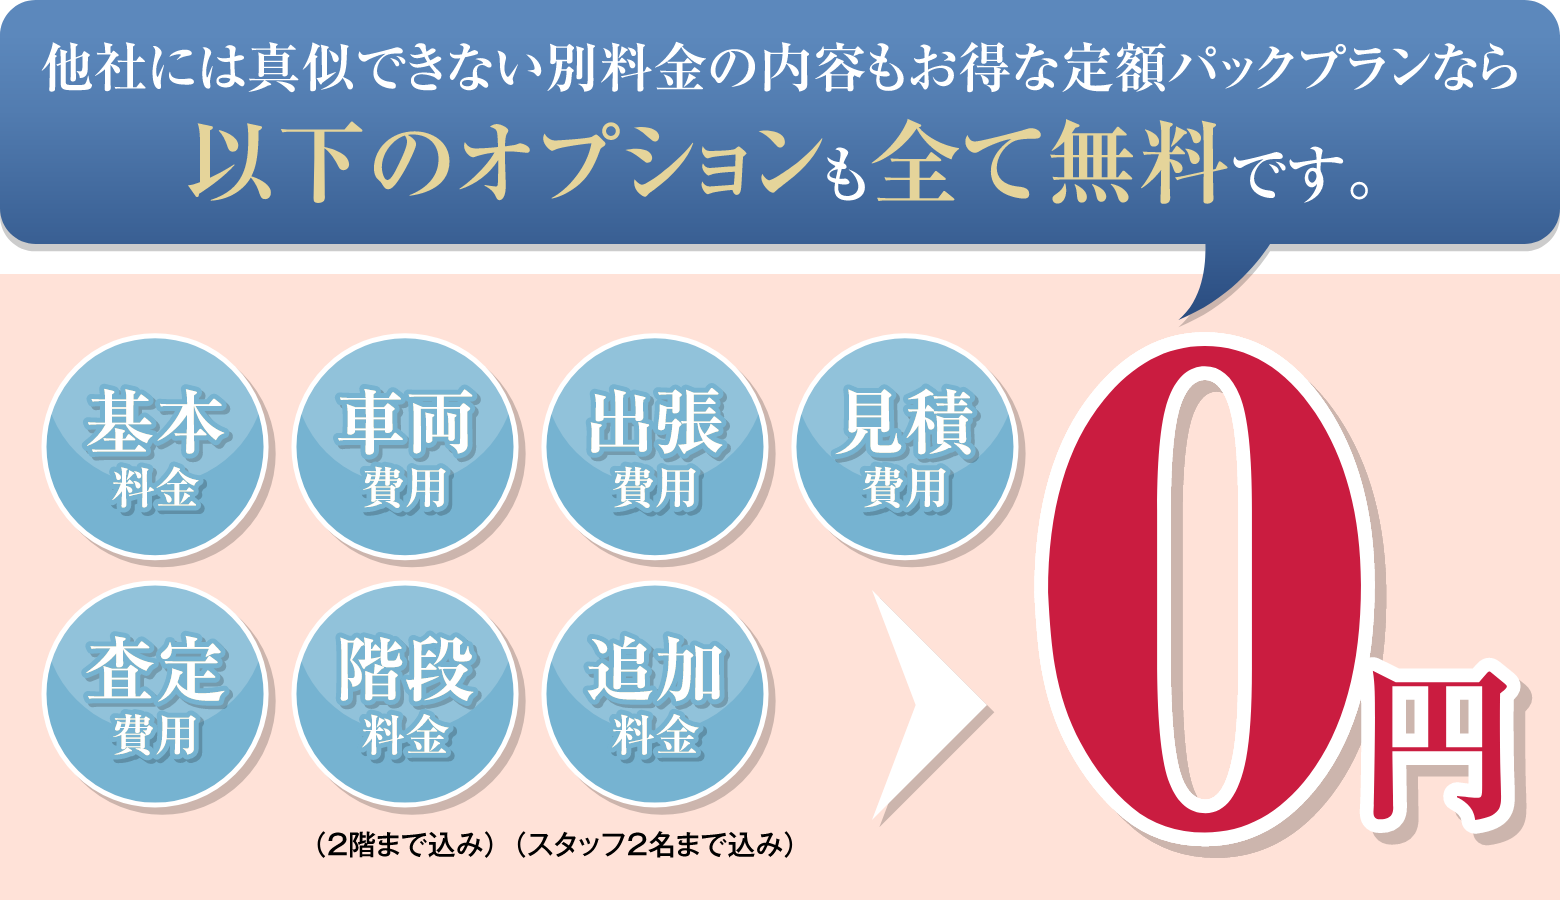 他社には真似できない別料金の内容もお得な定額パックプランなら
以下のオプションも全て無料です。
基本
料金
車両
費用
出張
費用
見積
費用
査定
費用
階段
料金
追加
料金
0円
（2階まで込み）（スタッフ2名まで込み）